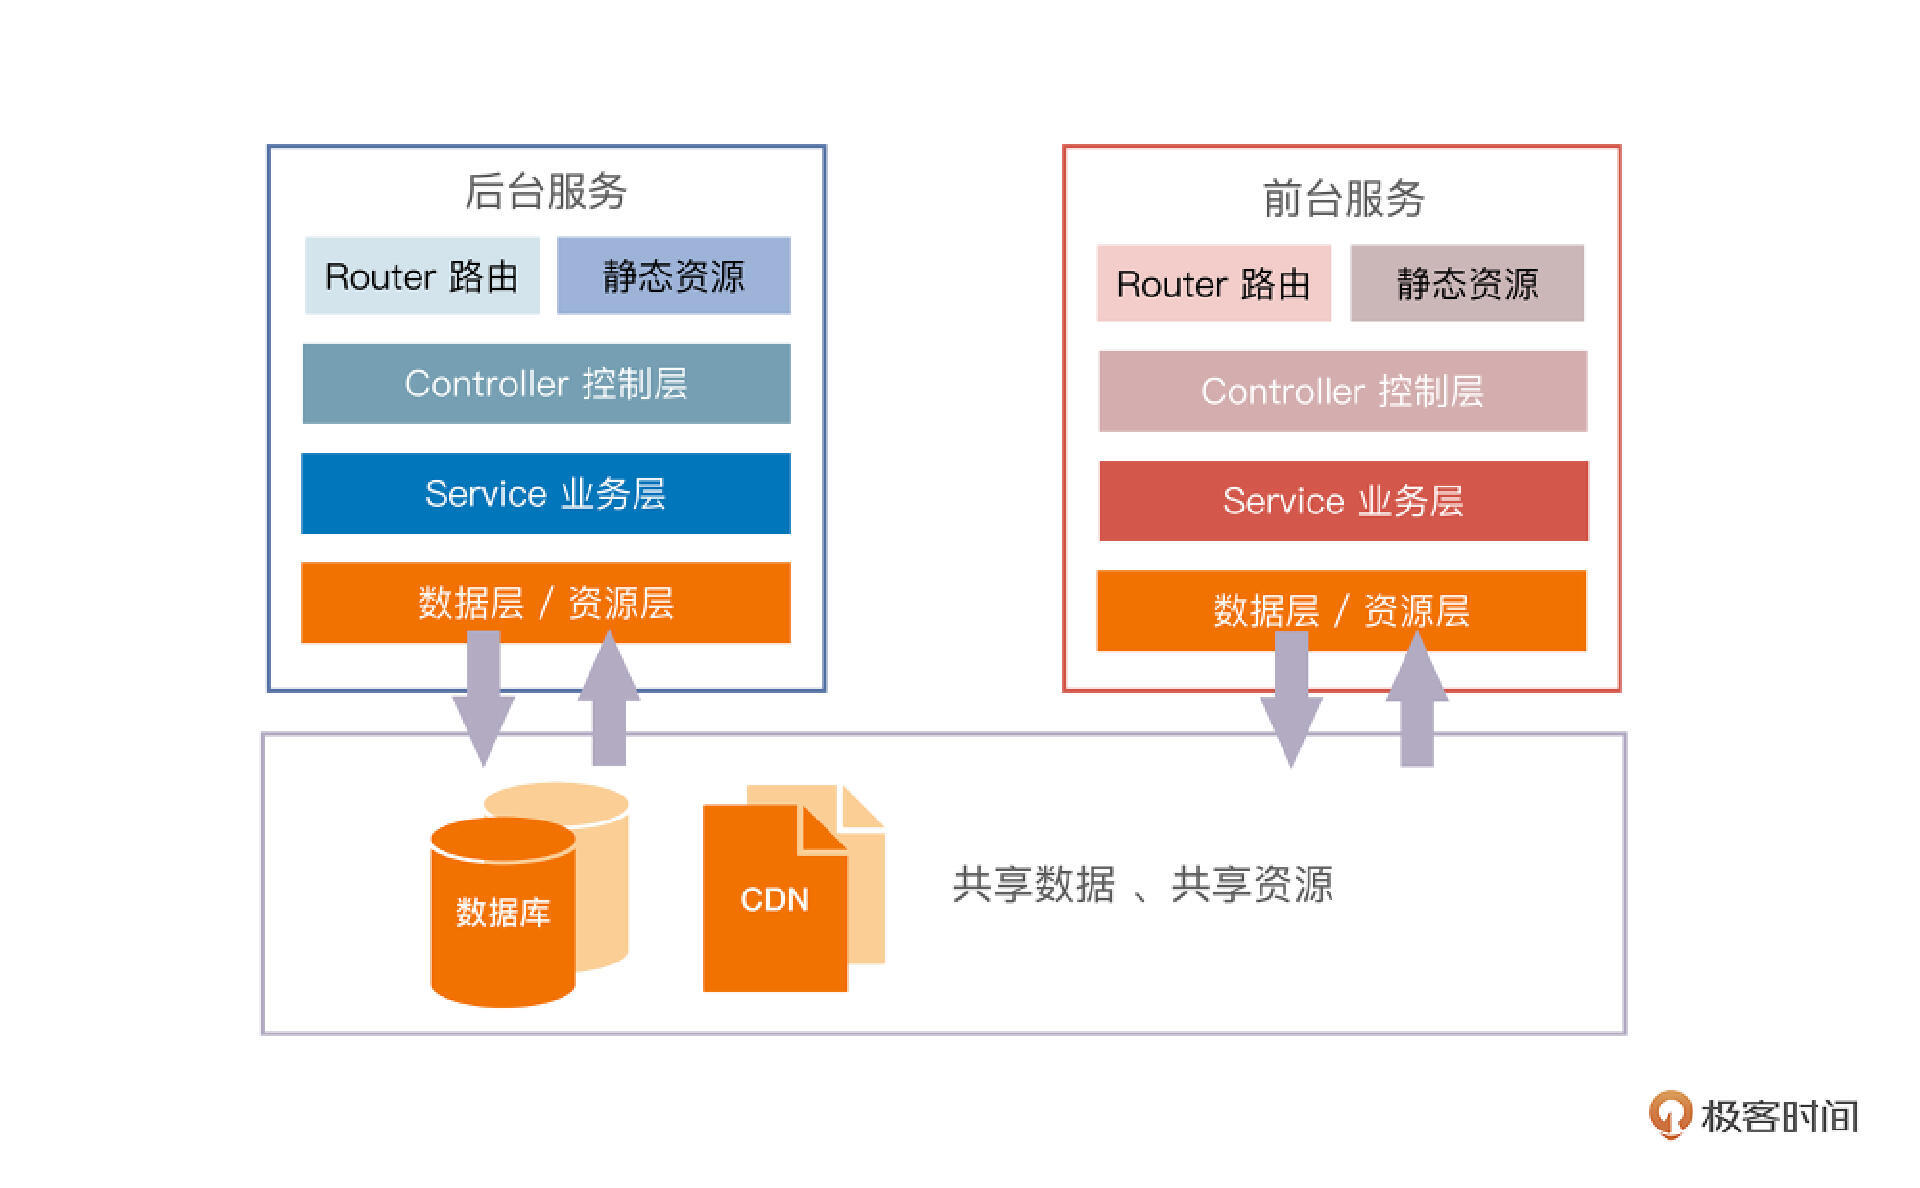 后台服务
Router 路由
静态资源
Controller 控制层
Service 业务层
数据层 / 资源层
前台服务
Router 路由
静态资源
Controller 控制层
Service 业务层
数据层 / 资源层
数据库
CDN
共享数据 、共享资源
极客时间